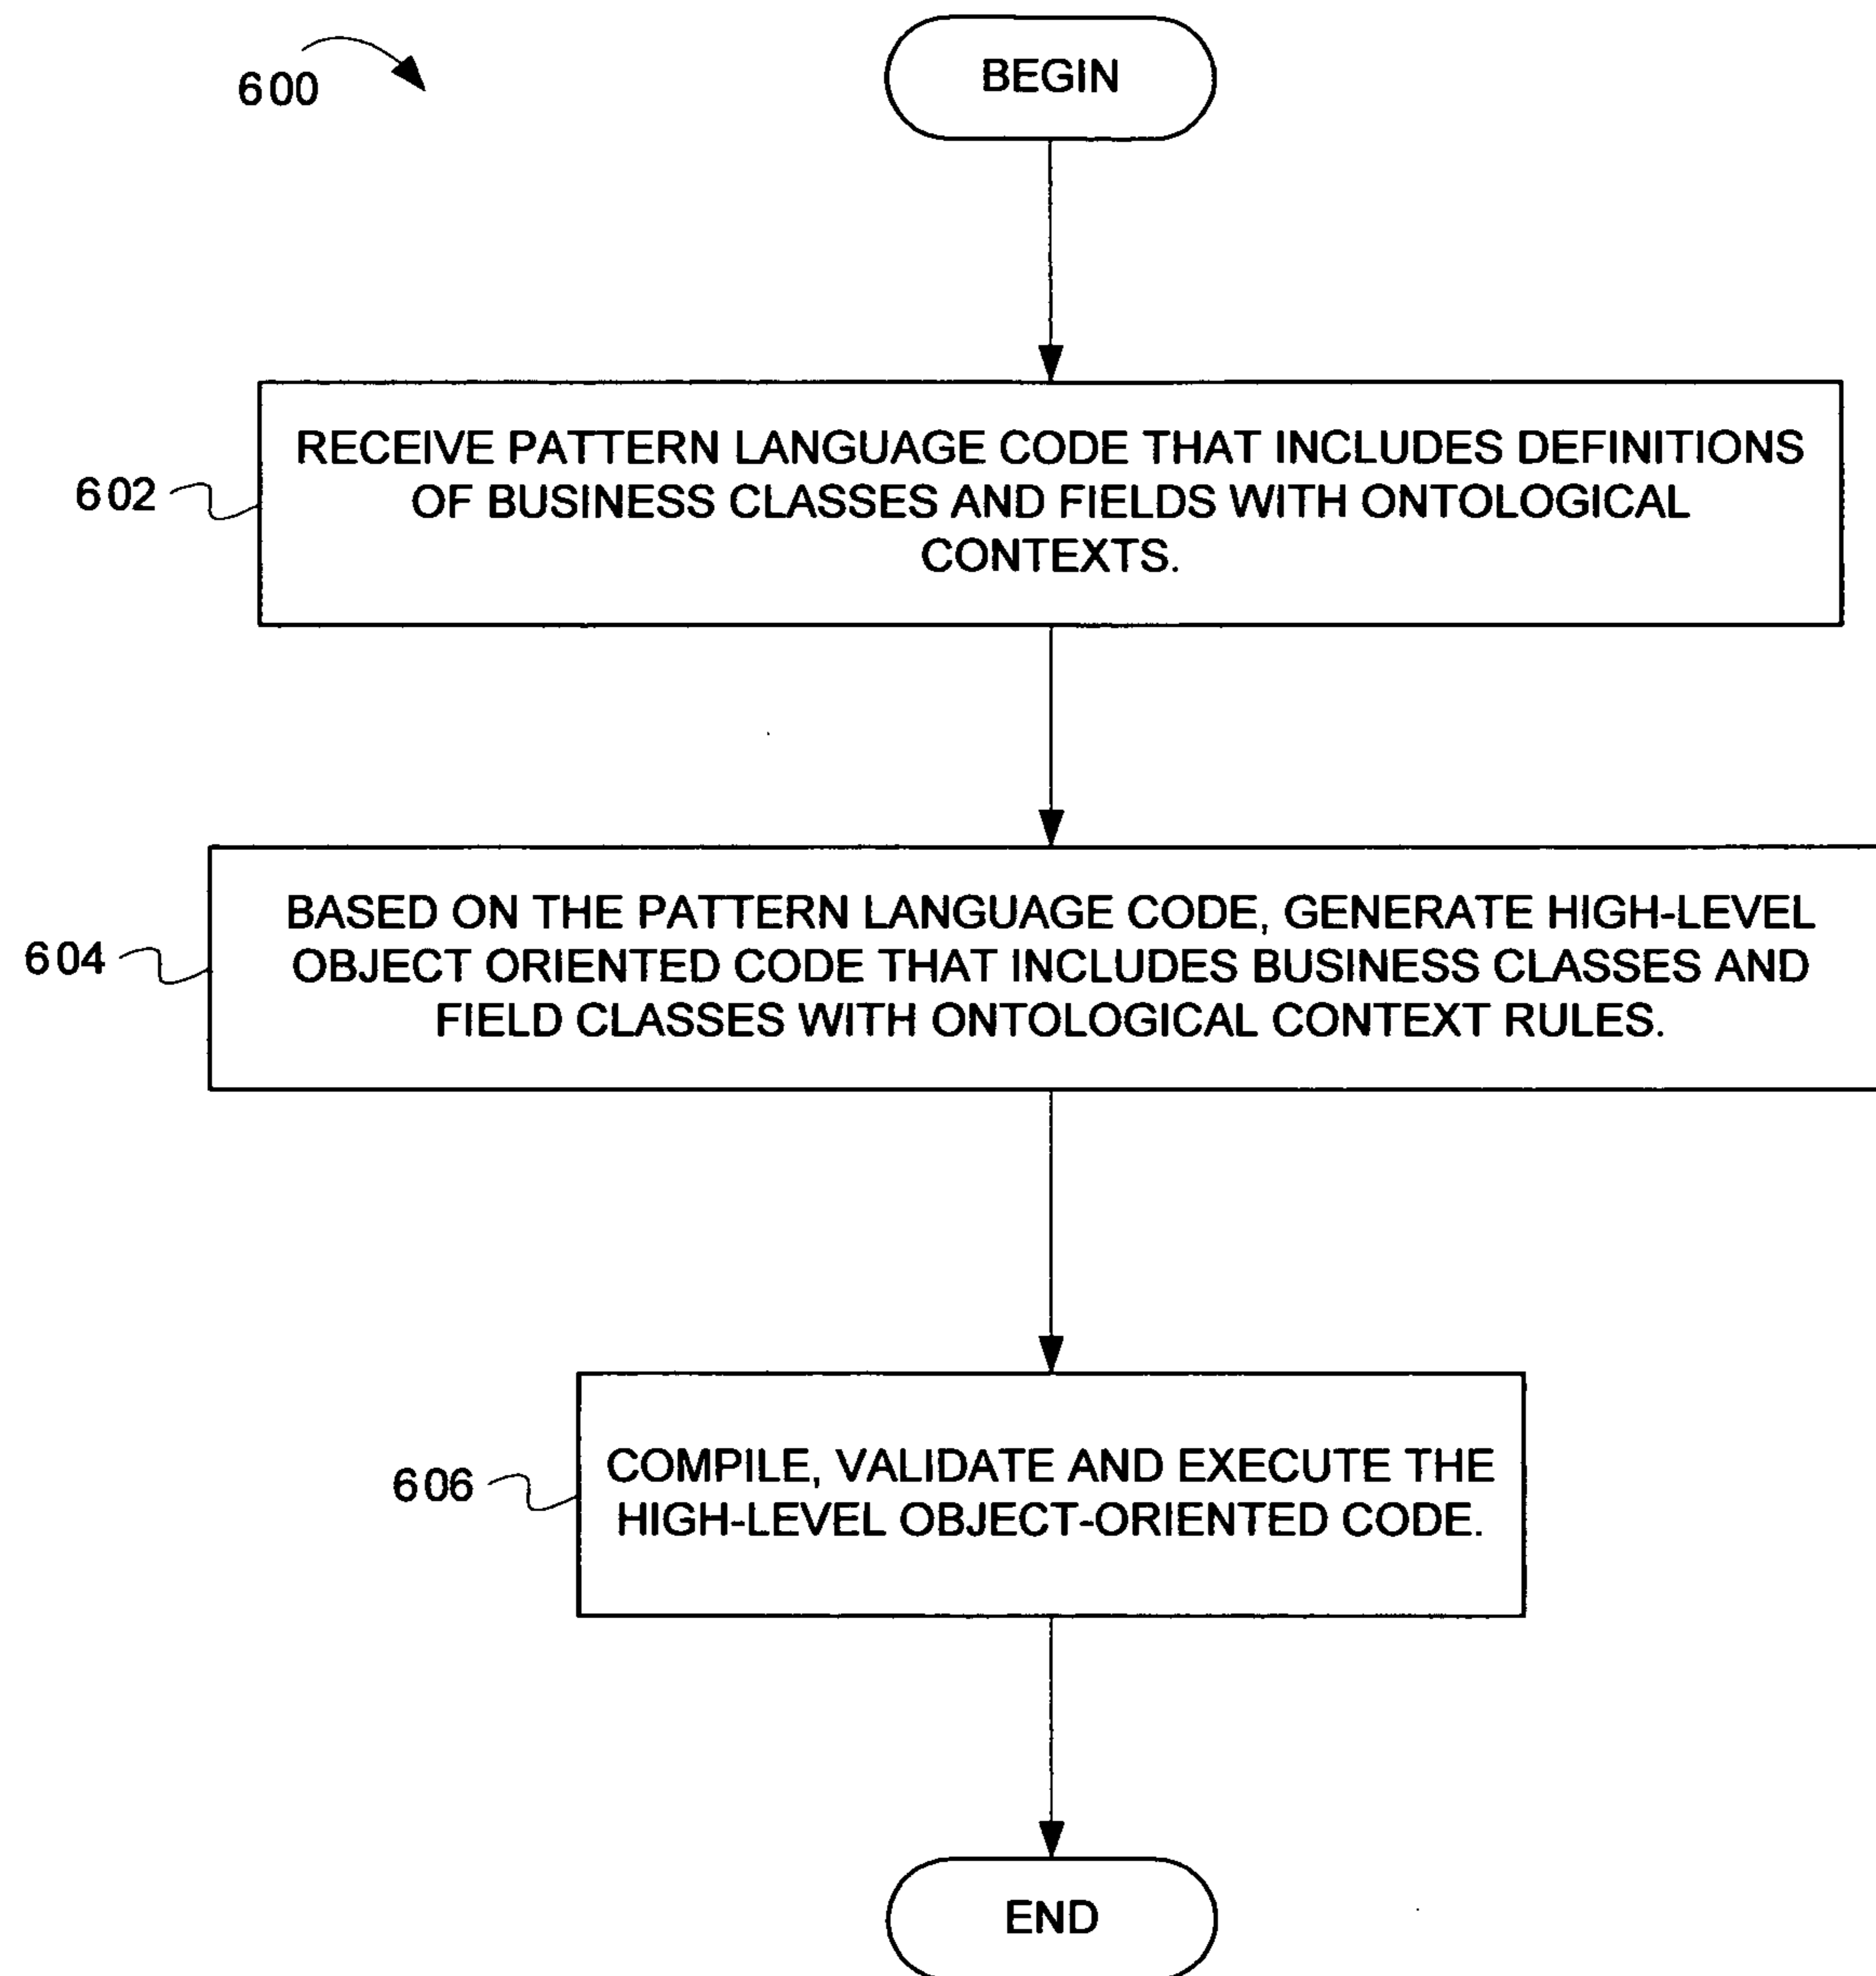 600
BEGIN
602
RECEIVE PATTERN LANGUAGE CODE THAT INCLUDES DEFINITIONS
OF BUSINESS CLASSES AND FIELDS WITH ONTOLOGICAL
CONTEXTS.
604
BASED ON THE PATTERN LANGUAGE CODE, GENERATE HIGH-LEVEL
OBJECT ORIENTED CODE THAT INCLUDES BUSINESS CLASSES AND
FIELD CLASSES WITH ONTOLOGICAL CONTEXT RULES.
606
COMPILE, VALIDATE AND EXECUTE THE
HIGH-LEVEL OBJECT-ORIENTED CODE.
END